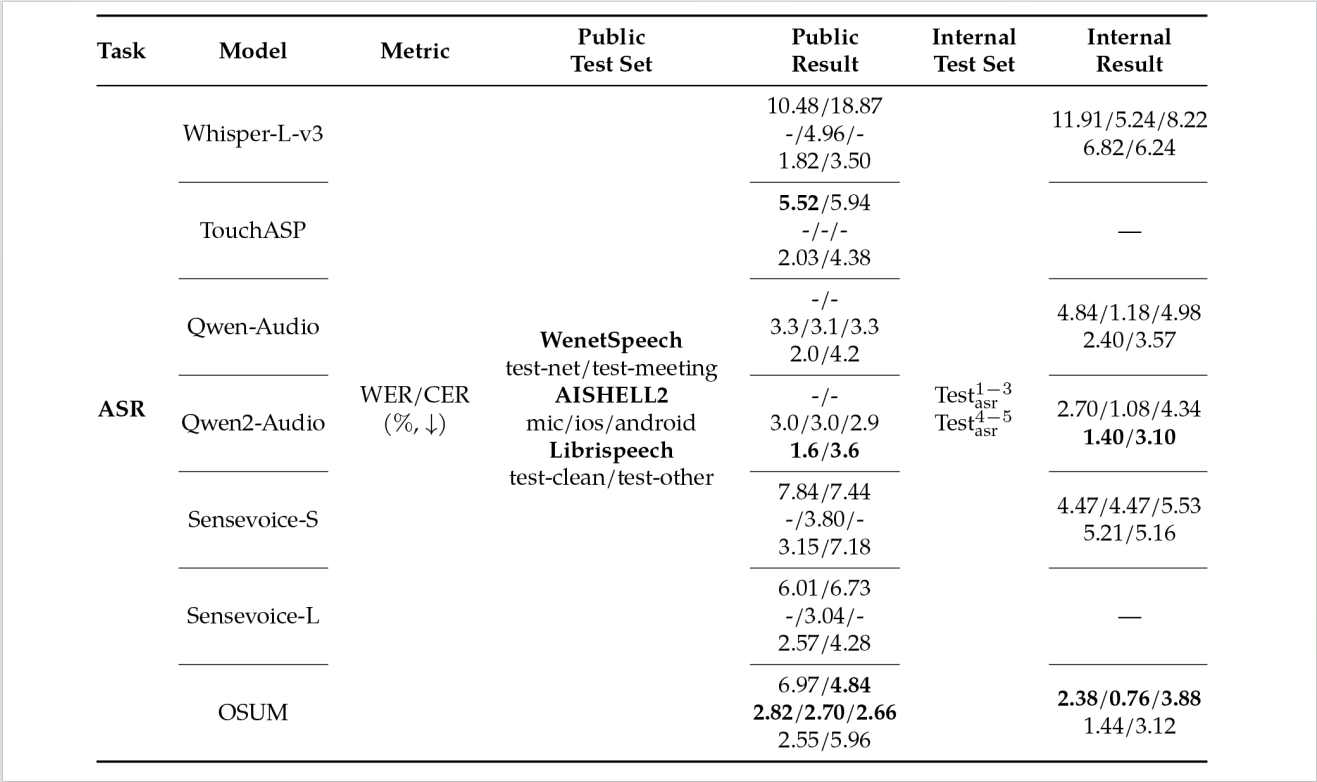 Task Model Metric Public Test Set Public Result Internal Test Set Internal Result
ASR
WER/CER
(%, ↓)
WenetSpeech
test-net/test-meeting
AISHELL2
mic/ios/android
Librispeech
test-clean/test-other
Test^{1−3}_{asr}
Test^{4−5}_{asr}
Whisper-L-v3
10.48/18.87
-/4.96/-
1.82/3.50
11.91/5.24/8.22
6.82/6.24
TouchASP
5.52/5.94
-/-/-
2.03/4.38
—
Qwen-Audio
-/-
3.3/3.1/3.3
2.0/4.2
4.84/1.18/4.98
2.40/3.57
Qwen2-Audio
-/-
3.0/3.0/2.9
1.6/3.6
2.70/1.08/4.34
1.40/3.10
Sensevoice-S
7.84/7.44
-/3.80/-
3.15/7.18
4.47/4.47/5.53
5.21/5.16
Sensevoice-L
6.01/6.73
-/3.04/-
2.57/4.28
—
OSUM
6.97/4.84
2.82/2.70/2.66
2.55/5.96
2.38/0.76/3.88
1.44/3.12